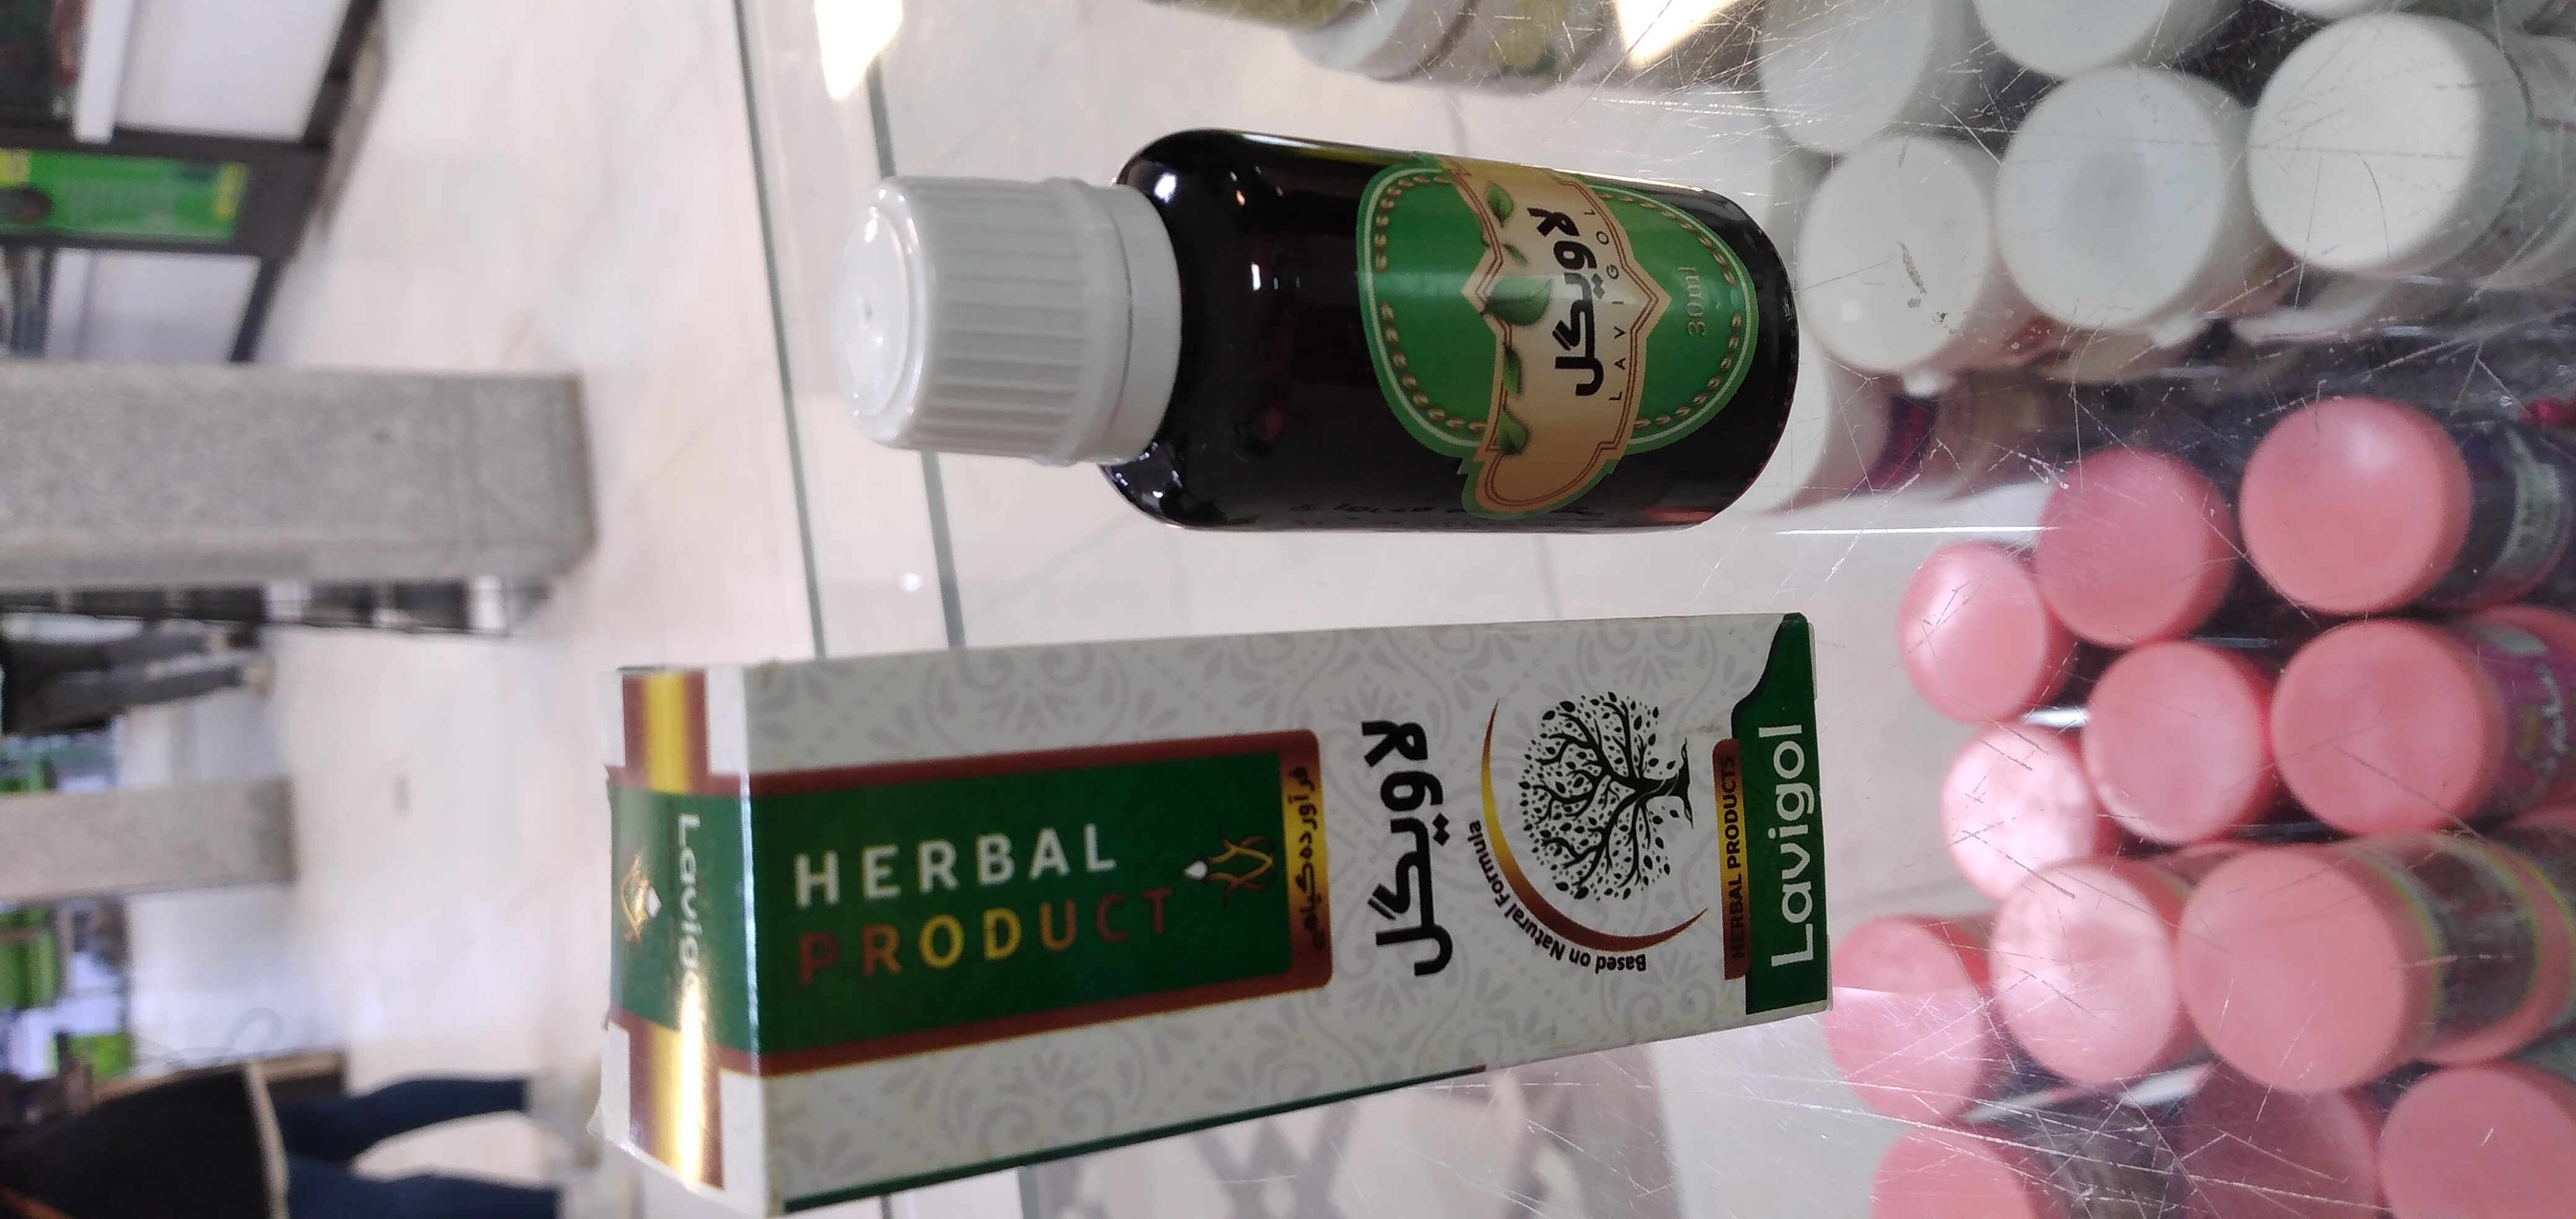 لاویگل
LAVIGOL
30ml
Lavigol
HERBAL
PRODUCT
فرآورده گیاهی
لاویگل
Based on Natural Formula
HERBAL PRODUCTS
Lavigol